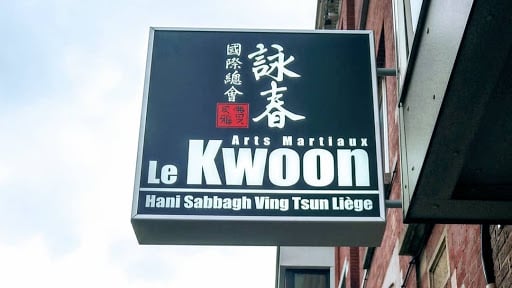 詠春
國際總會
Arts Martiaux
Le Kwoon
Hani Sabbagh Ving Tsun Liège